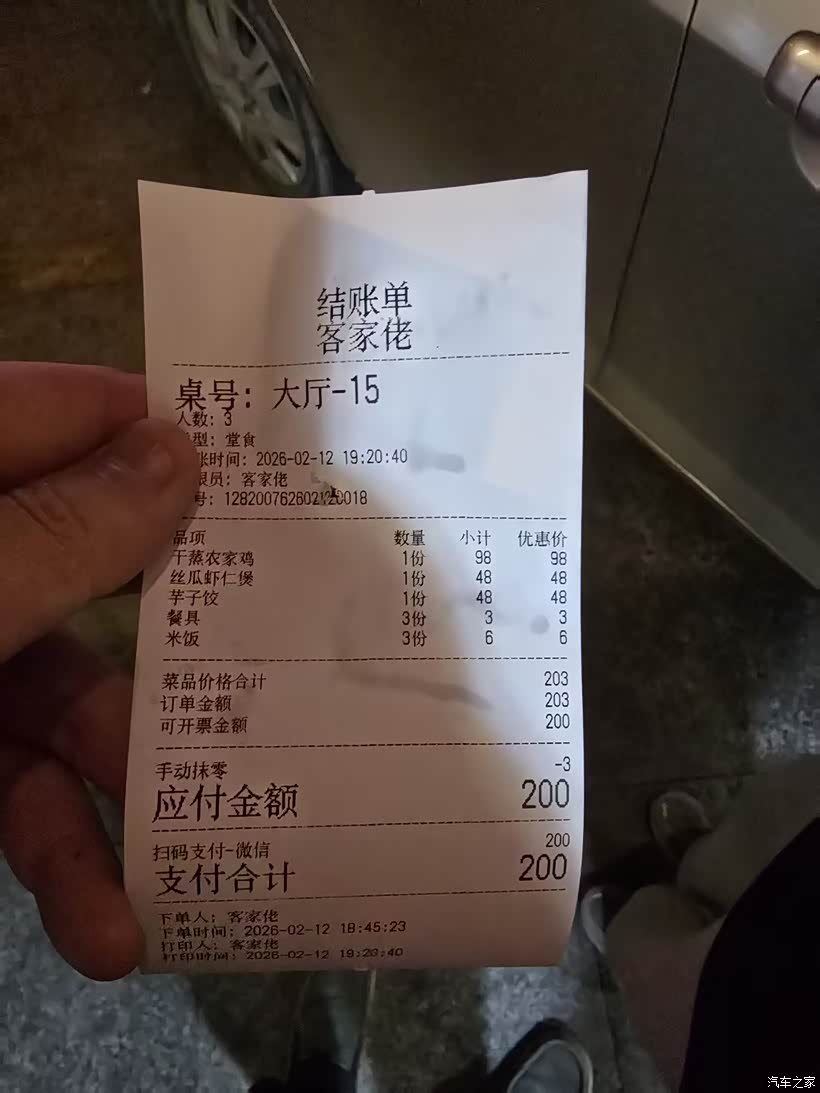 结账单
客家佬
桌号: 大厅-15
人数: 3
型: 堂食
账时间: 2026-02-12 19:20:40
银员: 客家佬
号:
品项 数量 小计 优惠价
干蒸农家鸡 1份 98 98
丝瓜虾仁煲 1份 48 48
芋子饺 1份 48 48
餐具 3份 3 3
米饭 3份 6 6
菜品价格合计 203
订单金额 203
可开票金额 200
手动抹零 -3
应付金额 200
扫码支付-微信 200
支付合计 200
下单人: 客家佬
下单时间: 2026-02-12 18:45:23
打印人: 客家佬
打印时间: 2026-02-12 19:20:40
汽车之家